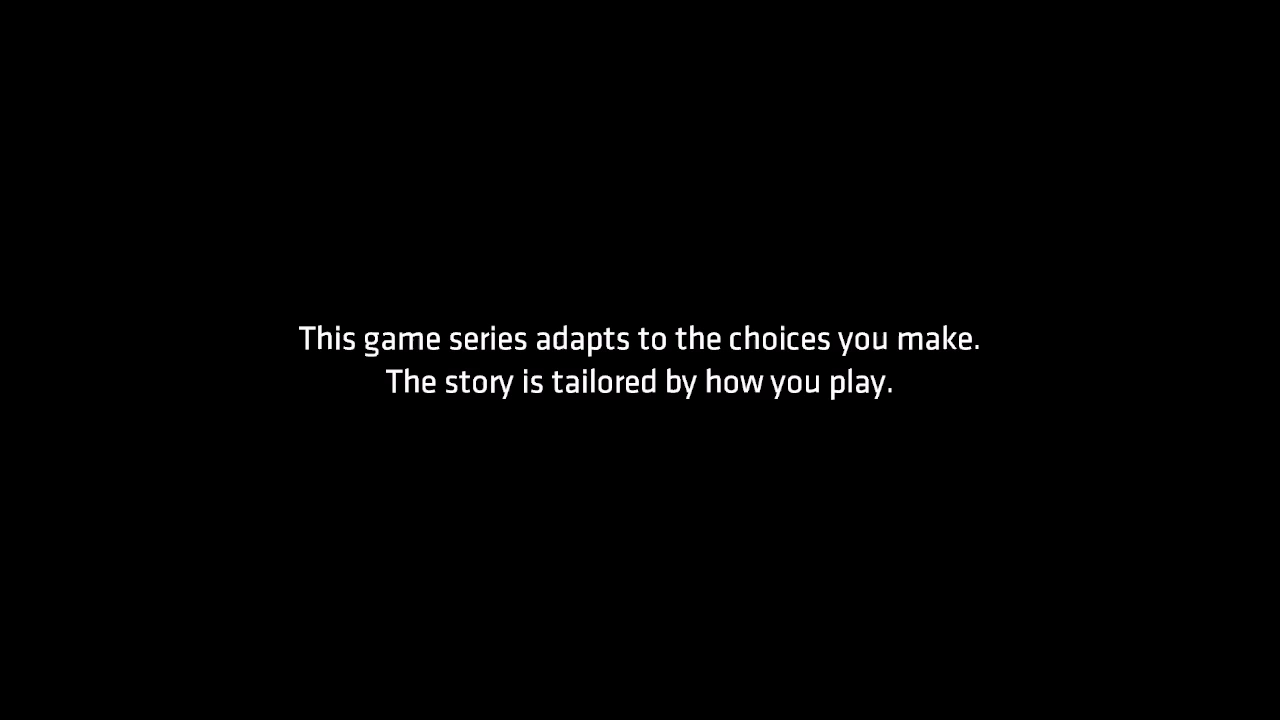 This game series adapts to the choices you make.
The story is tailored by how you play.